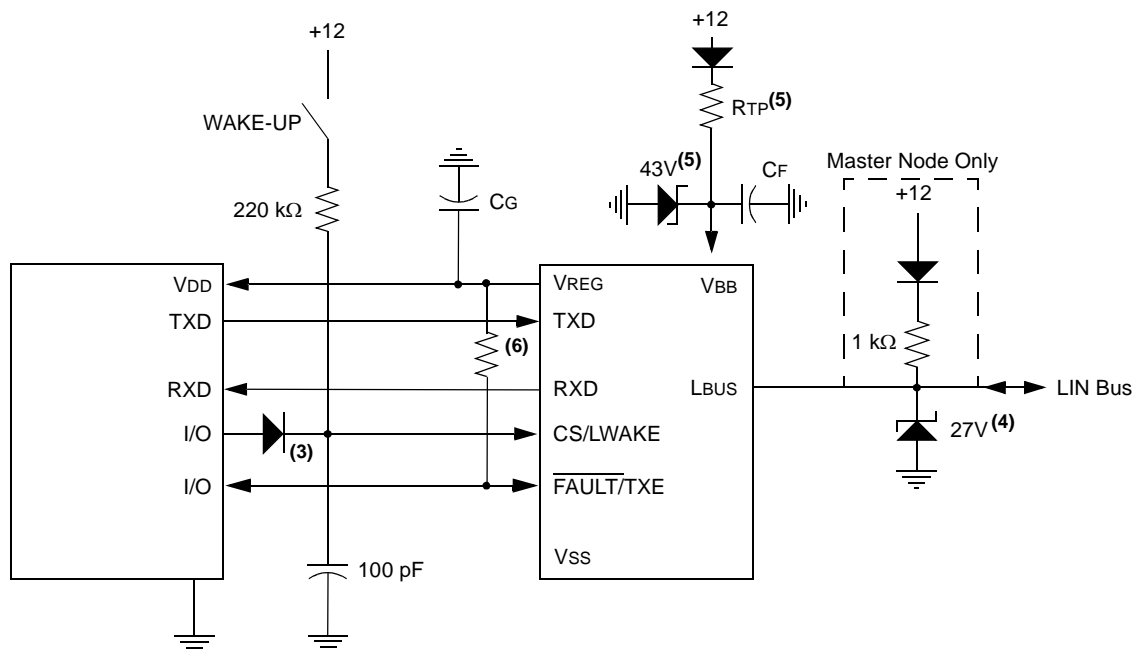 +12
+12
WAKE-UP
RTP(5)
43V(5)
CF
Master Node Only
+12
220 kΩ
CG
VDD
VREG
VBB
TXD
TXD
1 kΩ
(6)
RXD
RXD
LBUS
LIN Bus
I/O
(3)
CS/LWAKE
27V(4)
I/O
FAULT/TXE
VSS
100 pF